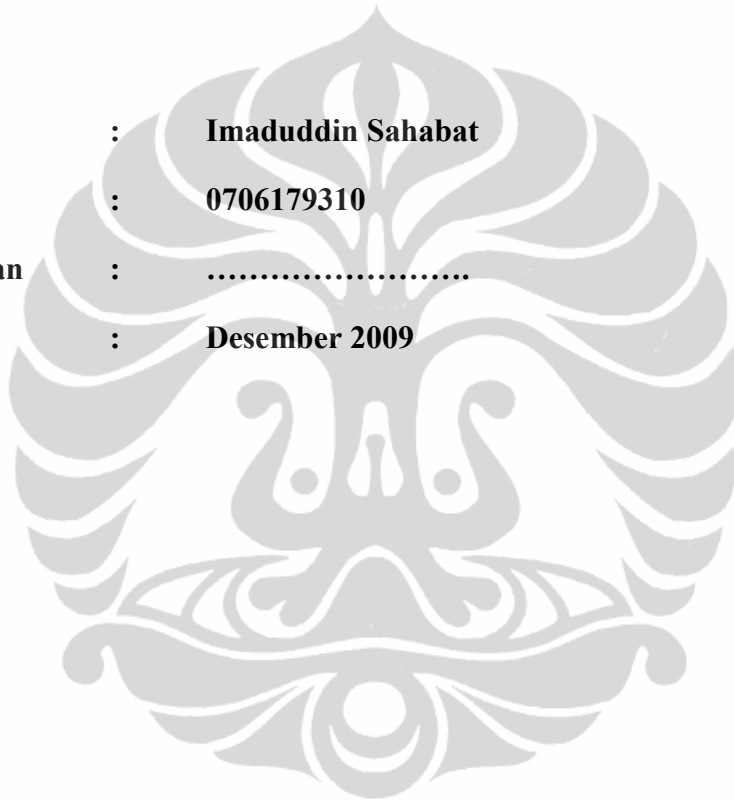 : Imaduddin Sahabat
: 0706179310
an : ……………………..
: Desember 2009